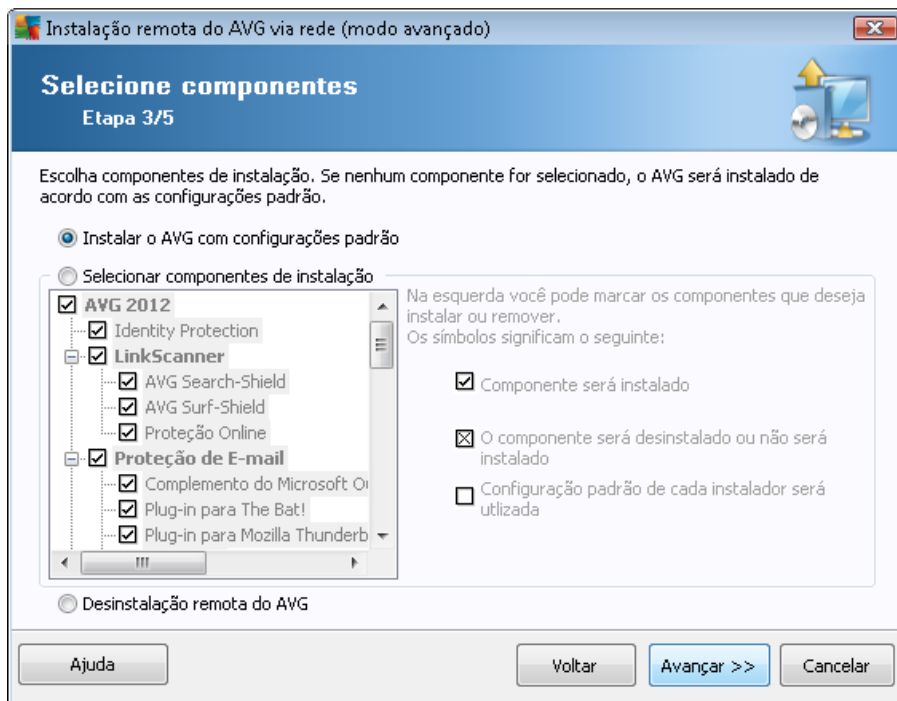 Instalação remota do AVG via rede (modo avançado)
Selecione componentes
Etapa 3/5
Escolha componentes de instalação. Se nenhum componente for selecionado, o AVG será instalado de
acordo com as configurações padrão.
Instalar o AVG com configurações padrão
Selecionar componentes de instalação
AVG 2012
Identity Protection
LinkScanner
AVG Search-Shield
AVG Surf-Shield
Proteção Online
Proteção de E-mail
Complemento do Microsoft
Plug-in para The Bat!
Plug-in para Mozilla Thunderb
Na esquerda você pode marcar os componentes que deseja
instalar ou remover.
Os símbolos significam o seguinte:
Componente será instalado
O componente será desinstalado ou não será
instalado
Configuração padrão de cada instalador será
utlizada
Desinstalação remota do AVG
Ajuda
Voltar
Avançar >>
Cancelar